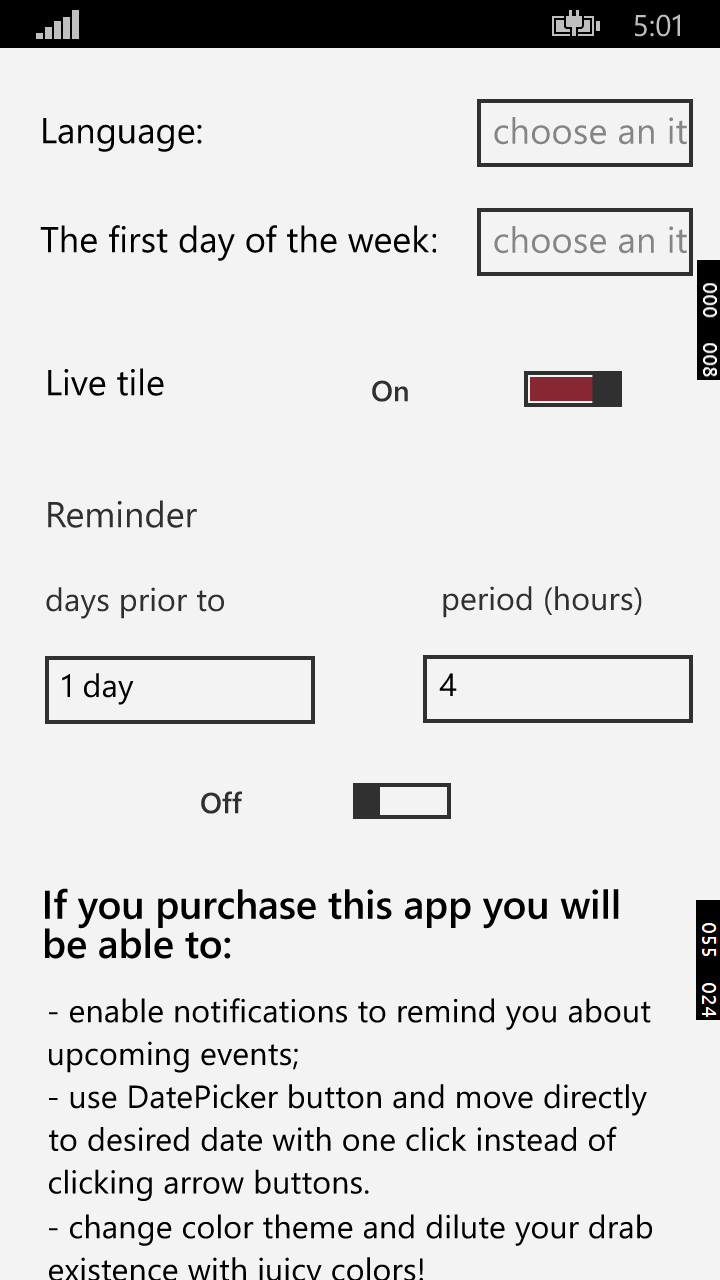 5:01
Language:
choose an it
The first day of the week:
choose an it
000 008
Live tile
On
Reminder
days prior to
period (hours)
1 day
4
Off
If you purchase this app you will
be able to:
055 024
- enable notifications to remind you about
upcoming events;
- use DatePicker button and move directly
to desired date with one click instead of
clicking arrow buttons.
- change color theme and dilute your drab
existence with juicy colors!